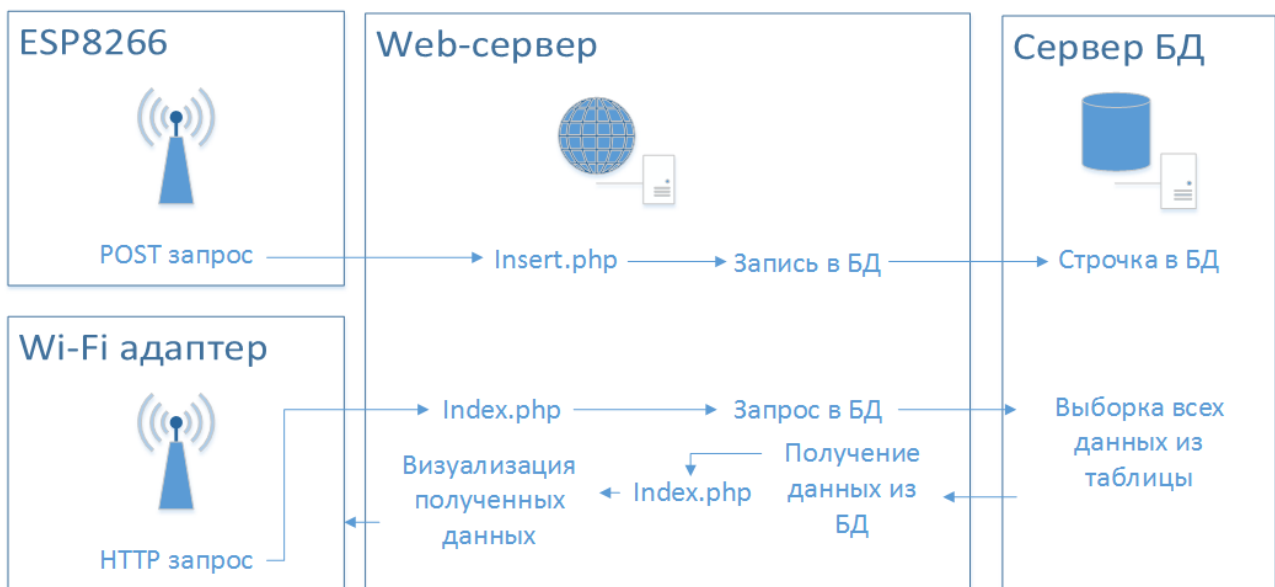 ESP8266
Web-сервер
Сервер БД
POST запрос
Insert.php
Запись в БД
Строчка в БД
Wi-Fi адаптер
Index.php
Запрос в БД
Выборка всех
данных из
таблицы
Получение
данных из
БД
Index.php
Визуализация
полученных
данных
HTTP запрос